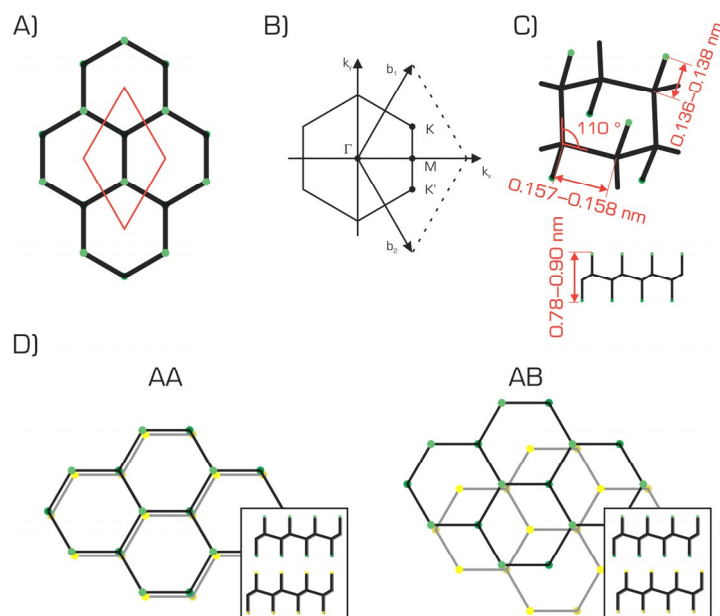 A)
B)
k_y
b_1
Γ
K
M
K'
k_x
b_2
C)
0.136–0.138 nm
110 °
0.157–0.158 nm
0.78–0.90 nm
D)
AA
AB